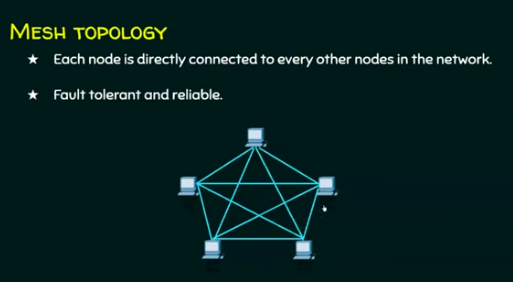 Mesh topology
★ Each node is directly connected to every other nodes in the network.
★ Fault tolerant and reliable.